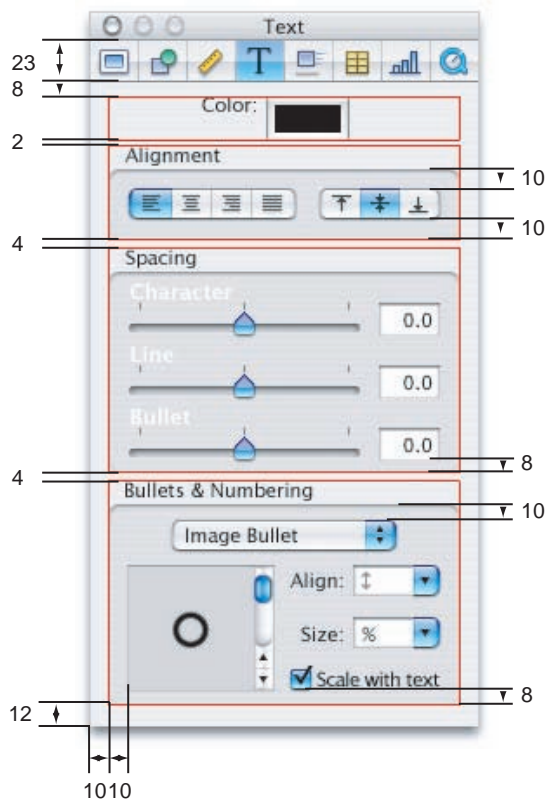 Text
23
T
8
Color:
2
Alignment
10
10
4
Spacing
Character
0.0
Line
0.0
Bullet
0.0
8
4
Bullets & Numbering
10
Image Bullet
Align:
Size: %
Scale with text
8
12
10 10